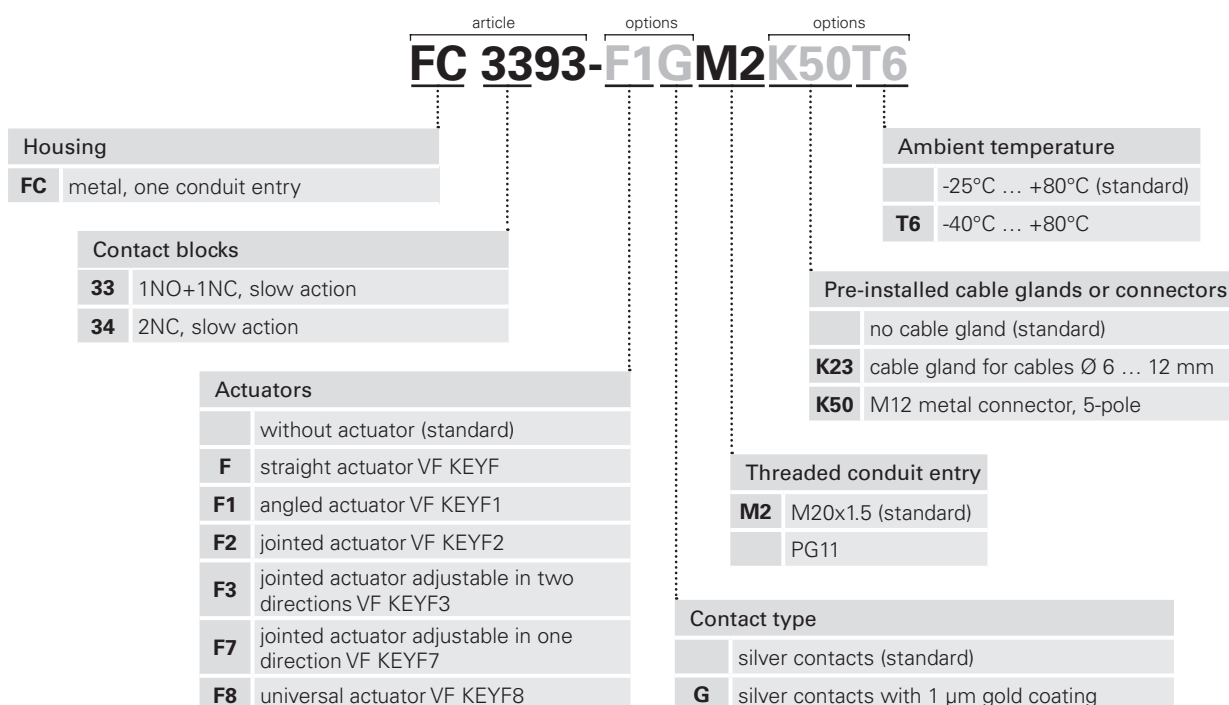 article options options
FC 3393-F1GM2K50T6
Housing
FC metal, one conduit entry
Contact blocks
33 1NO+1NC, slow action
34 2NC, slow action
Actuators
without actuator (standard)
F straight actuator VF KEYF
F1 angled actuator VF KEYF1
F2 jointed actuator VF KEYF2
F3 jointed actuator adjustable in two
directions VF KEYF3
F7 jointed actuator adjustable in one
direction VF KEYF7
F8 universal actuator VF KEYF8
Ambient temperature
-25°C … +80°C (standard)
T6 -40°C … +80°C
Pre-installed cable glands or connectors
no cable gland (standard)
K23 cable gland for cables Ø 6 … 12 mm
K50 M12 metal connector, 5-pole
Threaded conduit entry
M2 M20x1.5 (standard)
PG11
Contact type
silver contacts (standard)
G silver contacts with 1 µm gold coating